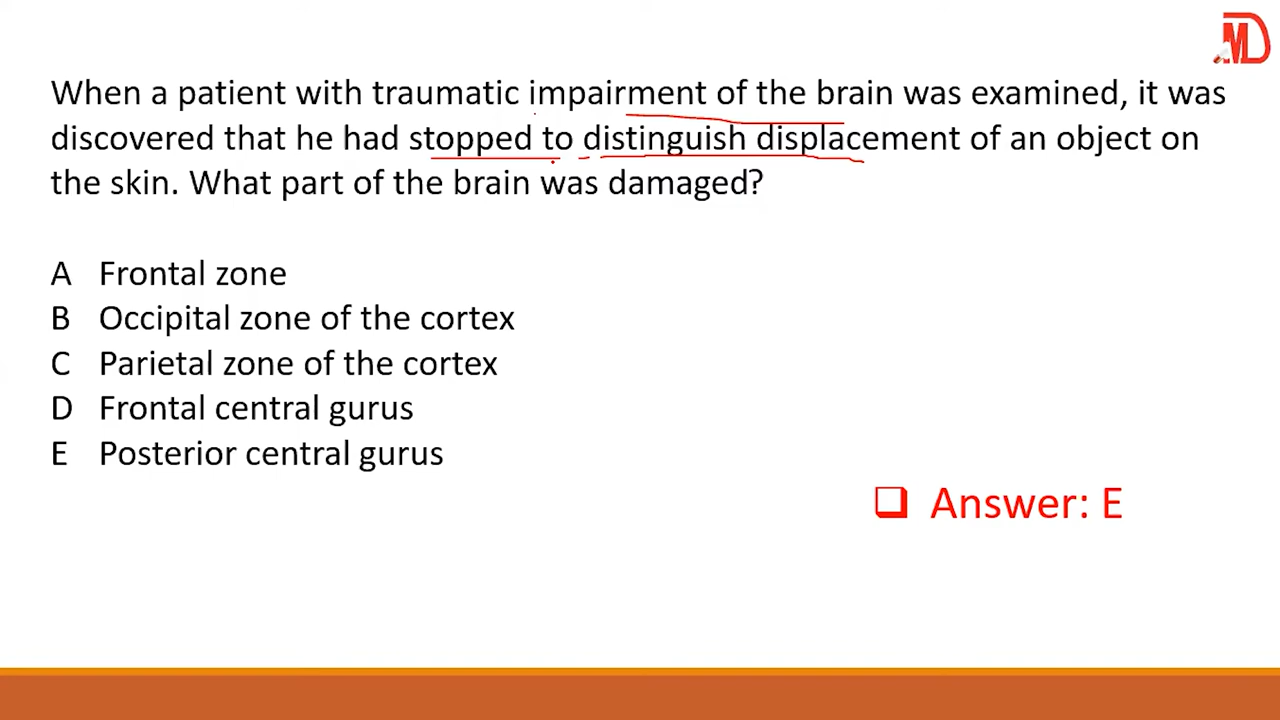 MD
When a patient with traumatic impairment of the brain was examined, it was
discovered that he had stopped to distinguish displacement of an object on
the skin. What part of the brain was damaged?
A Frontal zone
B Occipital zone of the cortex
C Parietal zone of the cortex
D Frontal central gurus
E Posterior central gurus
❑ Answer: E